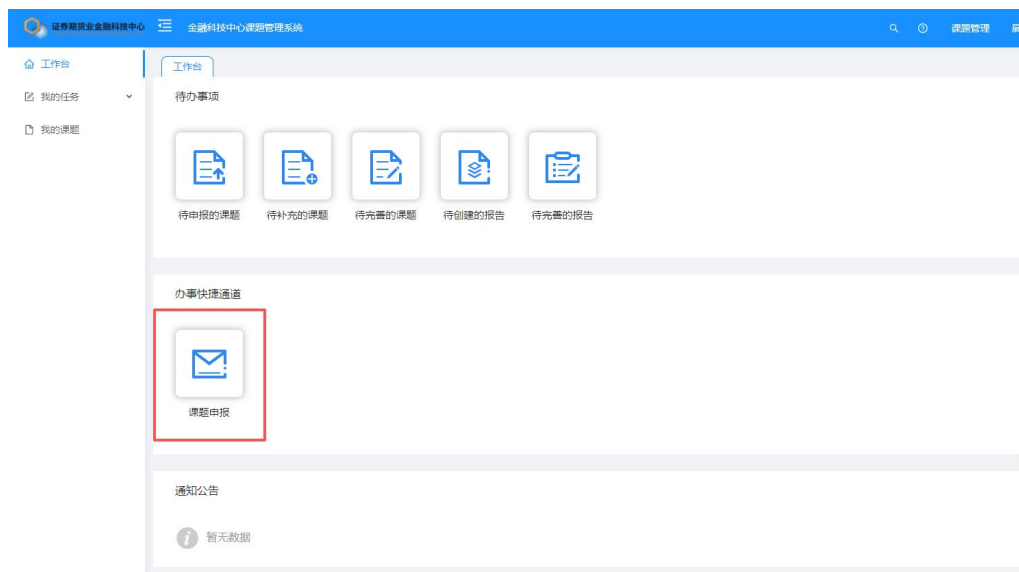 证券期货业金融科技中心 金融科技中心课题管理系统 课题管理
工作台 工作台
我的任务 待办事项
我的课题
待申报的课题 待补充的课题 待完善的课题 待创建的报告 待完善的报告
办事快捷通道
课题申报
通知公告
暂无数据